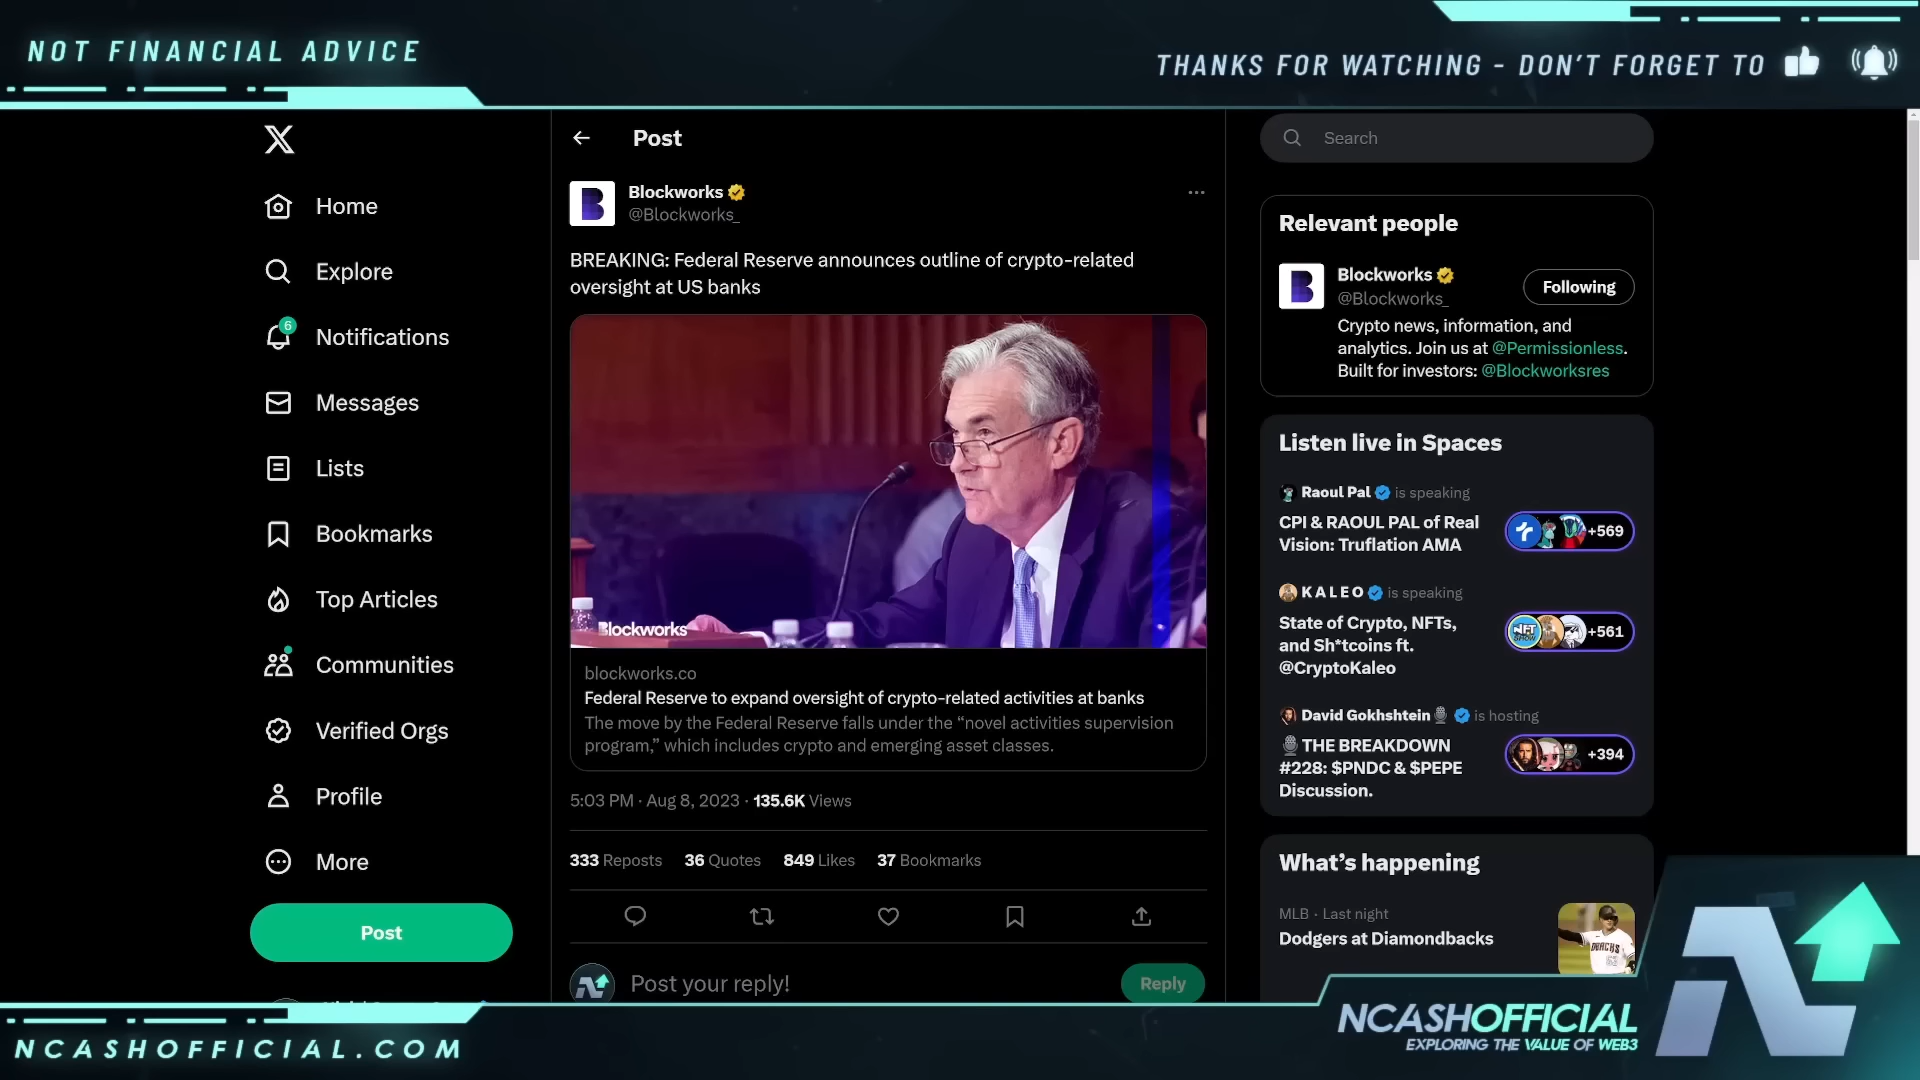 NOT FINANCIAL ADVICE
THANKS FOR WATCHING - DON'T FORGET TO
Home
Explore
6
Notifications
Messages
Lists
Bookmarks
Top Articles
Communities
Verified Orgs
Profile
More
Post
Post
Blockworks
@Blockworks_
BREAKING: Federal Reserve announces outline of crypto-related
oversight at US banks
Blockworks
blockworks.co
Federal Reserve to expand oversight of crypto-related activities at banks
The move by the Federal Reserve falls under the “novel activities supervision
program,” which includes crypto and emerging asset classes.
5:03 PM · Aug 8, 2023 · 135.6K Views
333 Reposts 36 Quotes 849 Likes 37 Bookmarks
Post your reply!
Reply
Search
Relevant people
Blockworks
@Blockworks_
Following
Crypto news, information, and
analytics. Join us at @Permissionless.
Built for investors: @Blockworksres
Listen live in Spaces
Raoul Pal is speaking
CPI & RAOUL PAL of Real
Vision: Truflation AMA
+569
K A L E O is speaking
State of Crypto, NFTs,
and Sh*tcoins ft.
@CryptoKaleo
+561
David Gokhshtein is hosting
THE BREAKDOWN
#228: $PNDC & $PEPE
Discussion.
+394
What’s happening
MLB · Last night
Dodgers at Diamondbacks
NCASHOFFICIAL.COM
NCASHOFFICIAL
EXPLORING THE VALUE OF WEB3